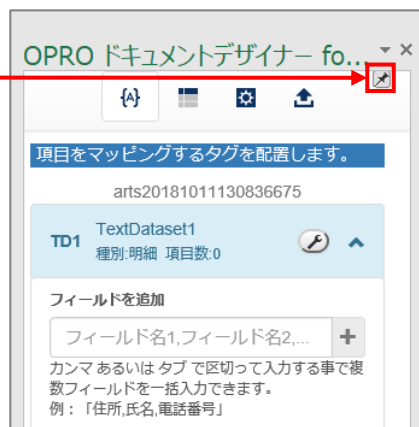 OPRO ドキュメントデザイナー fo...
{A}
項目をマッピングするタグを配置します。
arts20181011130836675
TD1
TextDataset1
種別:明細 項目数:0
フィールドを追加
フィールド名1,フィールド名2,...
カンマ あるいは タブ で区切って入力する事で複
数フィールドを一括入力できます。
例：「住所,氏名,電話番号」